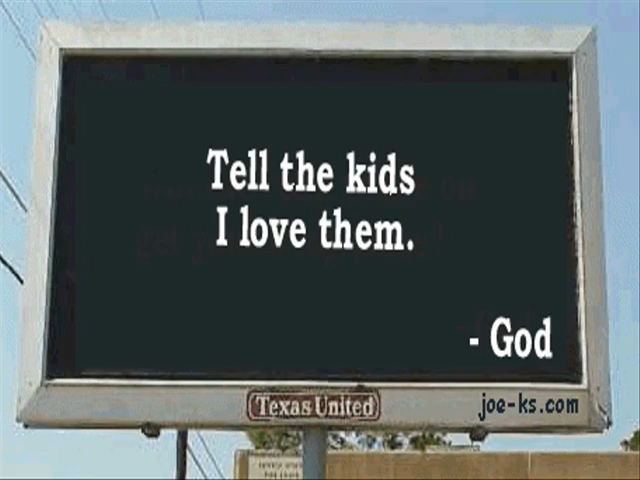 Tell the kids
I love them.
- God
Texas United
joe-ks.com